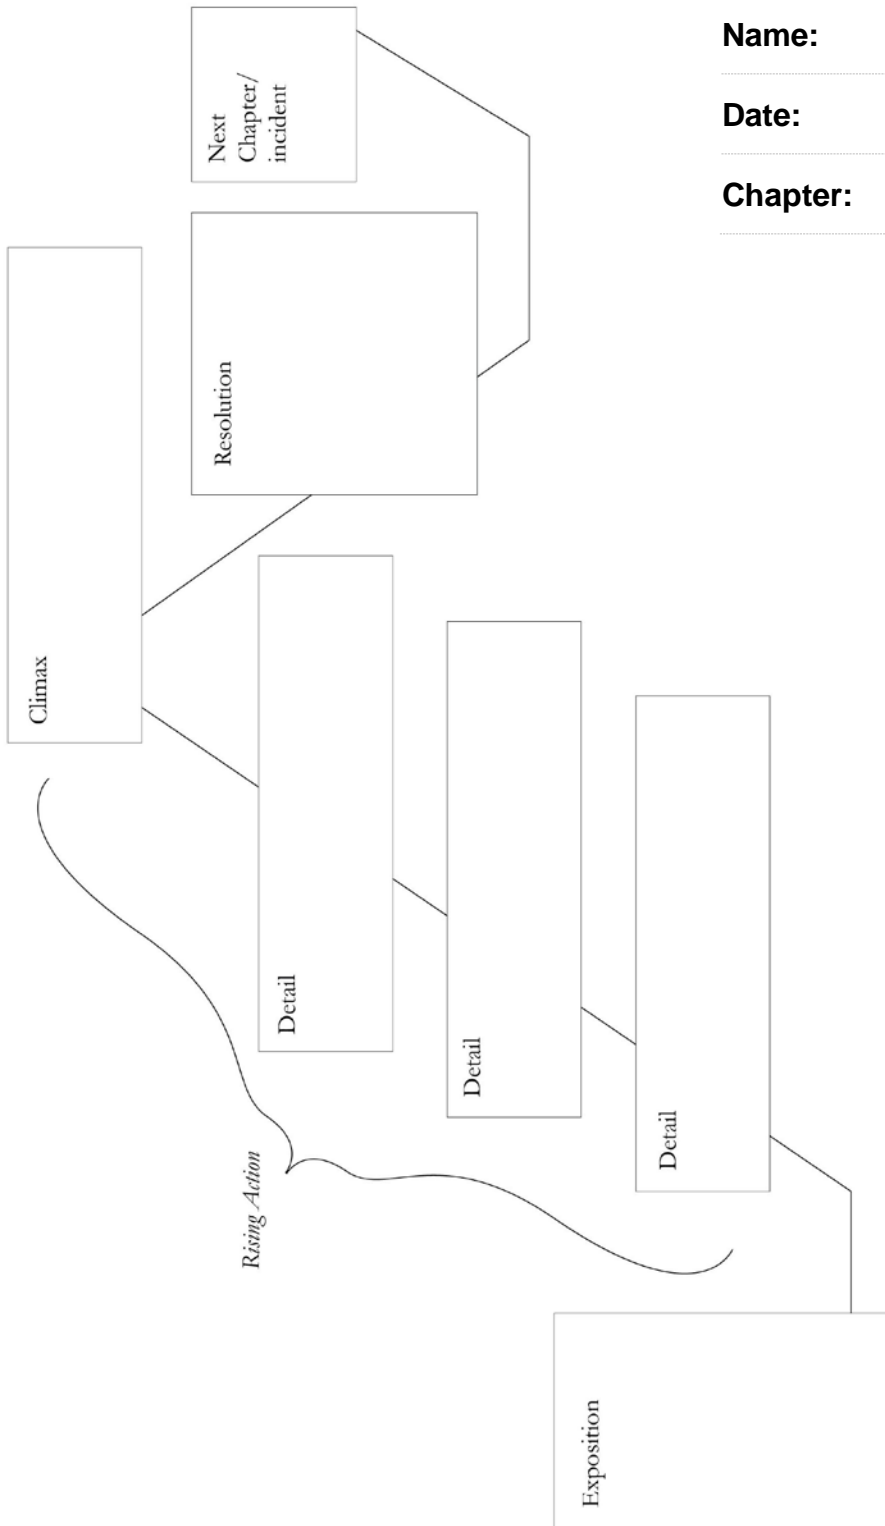 Name:
Date:
Chapter:
Exposition
Rising Action
Detail
Detail
Detail
Climax
Resolution
Next
Chapter/
incident